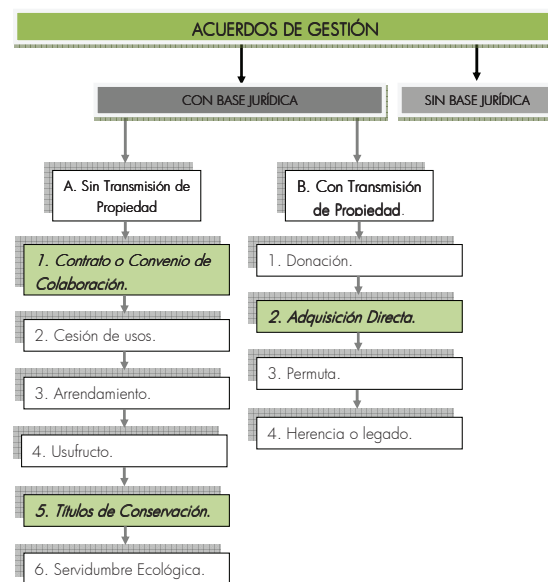 ACUERDOS DE GESTIÓN
CON BASE JURÍDICA
SIN BASE JURÍDICA
A. Sin Transmisión de
Propiedad
B. Con Transmisión
de Propiedad.
1. Contrato o Convenio de
Colaboración.
2. Cesión de usos.
3. Arrendamiento.
4. Usufructo.
5. Títulos de Conservación.
6. Servidumbre Ecológica.
1. Donación.
2. Adquisición Directa.
3. Permuta.
4. Herencia o legado.